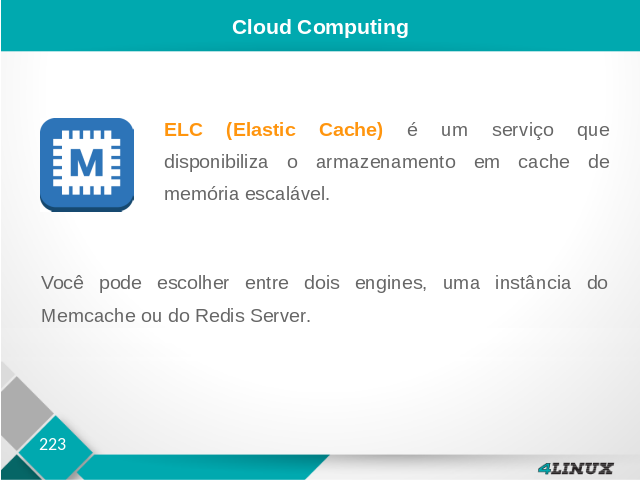 Cloud Computing
M
ELC (Elastic Cache) é um serviço que
disponibiliza o armazenamento em cache de
memória escalável.
Você pode escolher entre dois engines, uma instância do
Memcache ou do Redis Server.
223
4LINUX